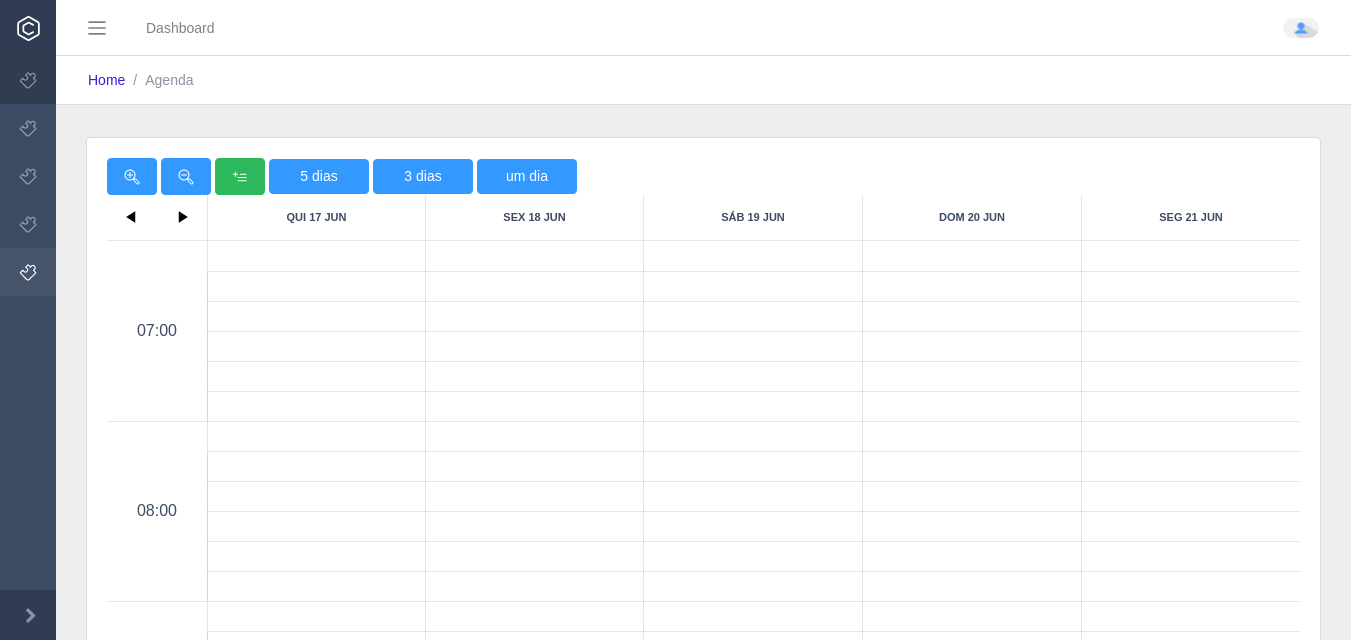 Dashboard
Home / Agenda
5 dias 3 dias um dia
QUI 17 JUN SEX 18 JUN SÁB 19 JUN DOM 20 JUN SEG 21 JUN
07:00
08:00